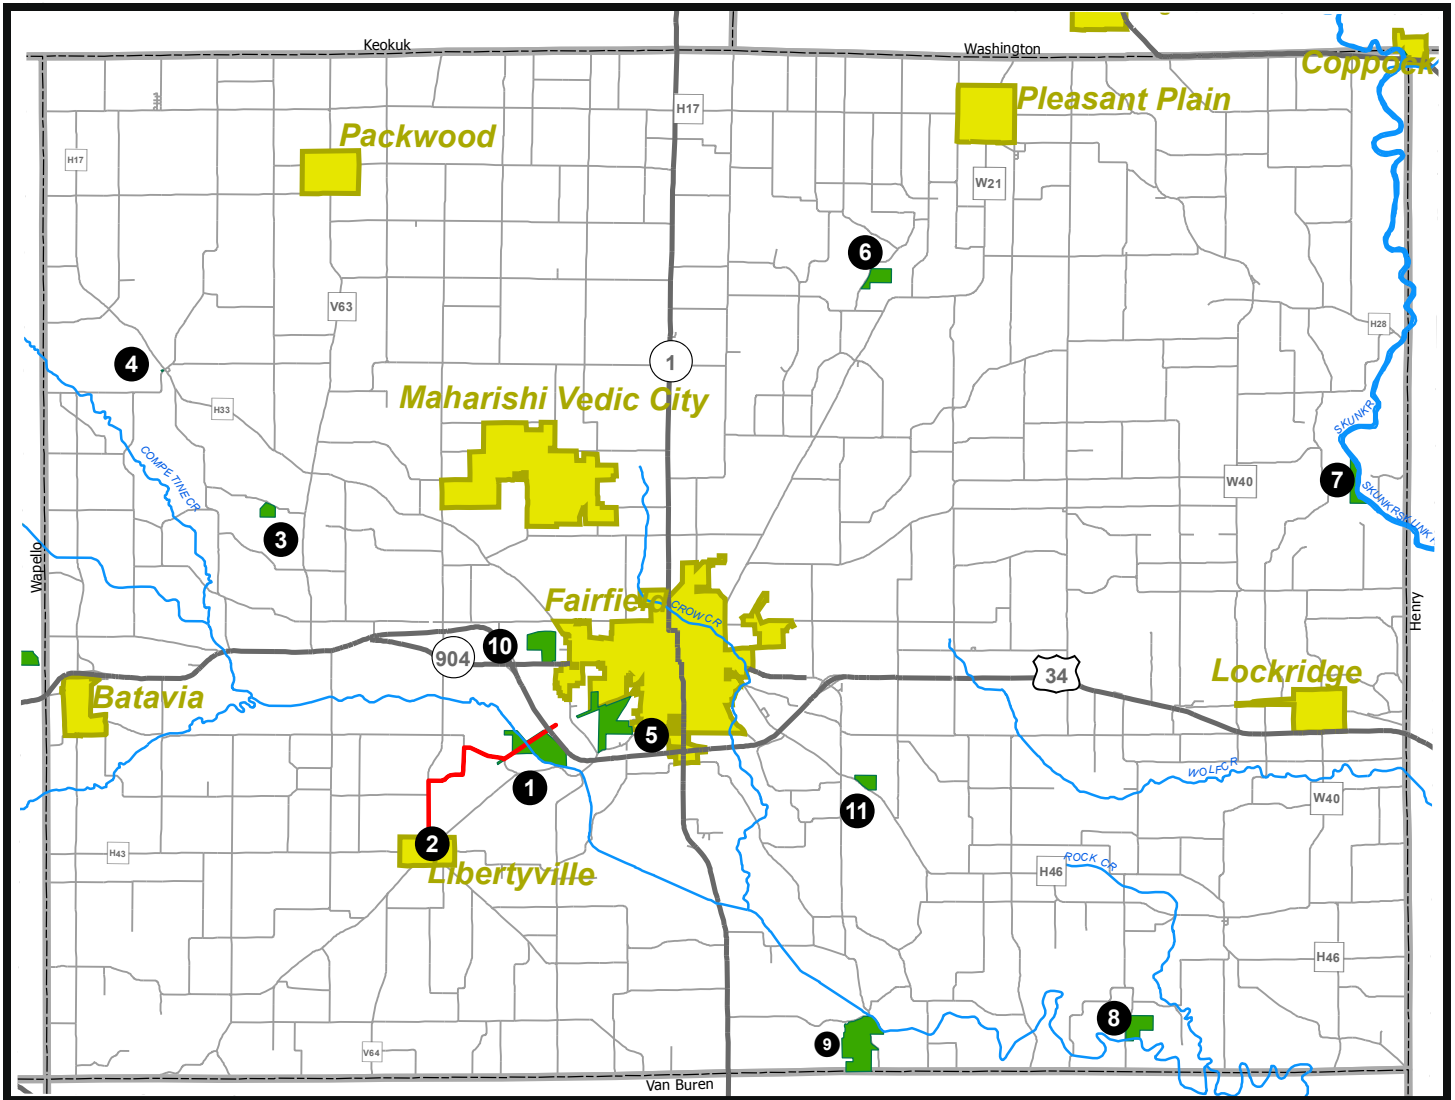 Keokuk
Washington
Coppock
Pleasant Plain
H17
Packwood
H17
W21
6
V63
H28
1
4
Maharishi Vedic City
H33
SKUNK R
COMPETINE CR
W40
7
SKUNK R
SKUNK R
3
Wapello
Fairfield
CROW CR
Henry
10
904
34
Lockridge
Batavia
5
WOLF CR
1
11
W40
2
H43
ROCK CR
H46
Libertyville
H46
8
9
V64
Van Buren